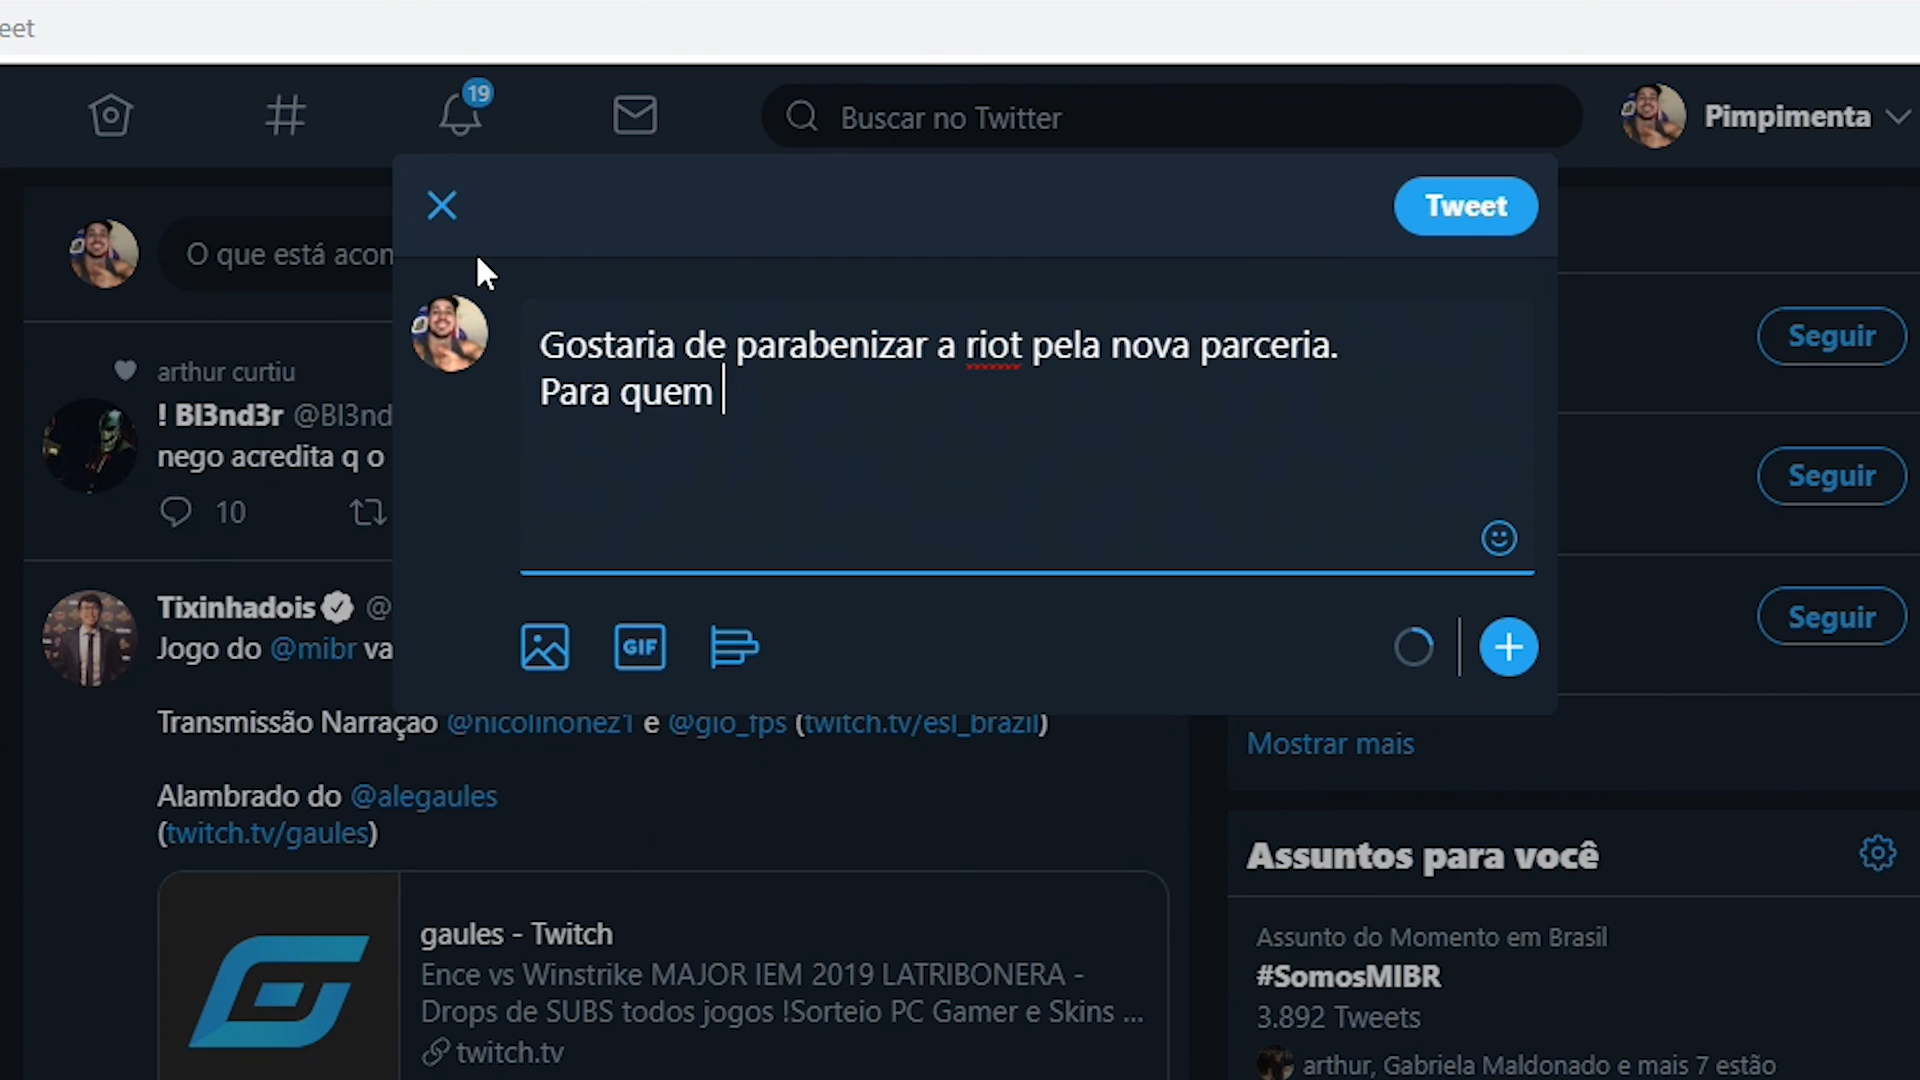 eet
19
Buscar no Twitter
Pimpimenta
Tweet
O que está acon
Gostaria de parabenizar a riot pela nova parceria.
Para quem
arthur curtiu
! Bl3nd3r @Bl3nd
nego acredita q o
10
GIF
Seguir
Seguir
Seguir
Mostrar mais
Tixinhadois @
Jogo do @mibr va
Transmissão Narração @nicolinonez1 e @gio_fps (twitch.tv/esl_brazil)
Alambrado do @alegaules
(twitch.tv/gaules)
gaules - Twitch
Ence vs Winstrike MAJOR IEM 2019 LATRIBONERA -
Drops de SUBS todos jogos !Sorteio PC Gamer e Skins ...
twitch.tv
Assuntos para você
Assunto do Momento em Brasil
#SomosMIBR
3.892 Tweets
arthur, Gabriela Maldonado e mais 7 estão